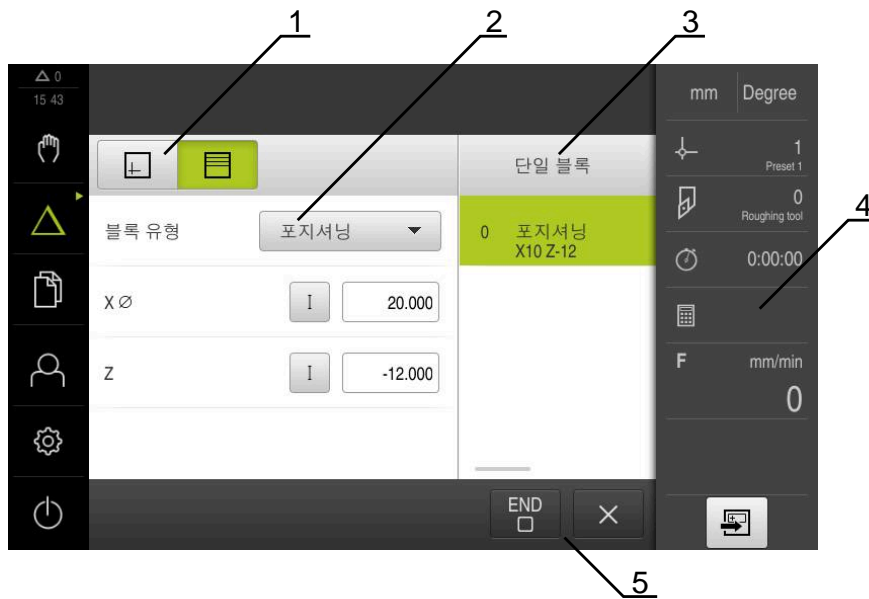 1 2 3
0
15 43
mm Degree
단일 블록
1
Preset 1
블록 유형 포지셔닝
0 포지셔닝
X10 Z-12
0
Roughing tool
4
0:00:00
X Ø I 20.000
Z I -12.000
F mm/min
0
END
5